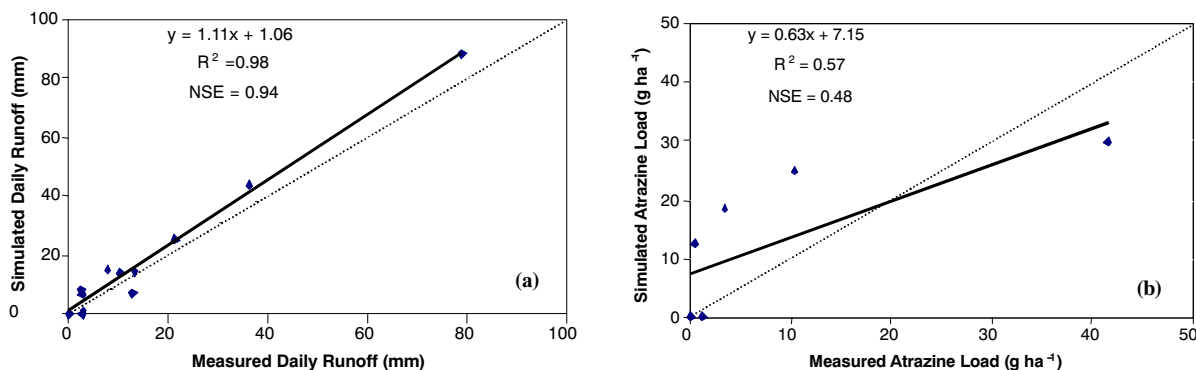 y = 1.11x + 1.06
R² =0.98
NSE = 0.94
Simulated Daily Runoff (mm)
100
80
60
40
20
0
0 20 40 60 80 100
Measured Daily Runoff (mm)
(a)
y = 0.63x + 7.15
R² = 0.57
NSE = 0.48
Simulated Atrazine Load (g ha⁻¹)
50
40
30
20
10
0
0 10 20 30 40 50
Measured Atrazine Load (g ha⁻¹)
(b)